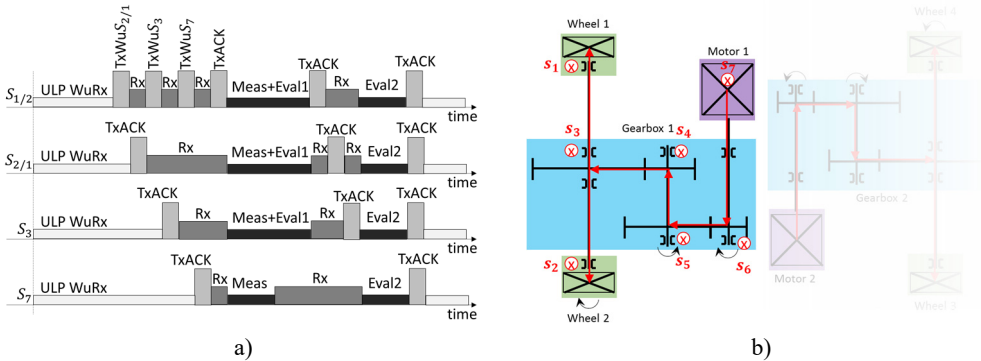 TxWuS2/1
TxWuS3
TxWuS7
TxACK
TxACK
TxACK
S1/2
ULP WuRx
Rx
Rx
Rx
Meas+Eval1
Rx
Eval2
time
TxACK
TxACK
TxACK
S2/1
ULP WuRx
Rx
Meas+Eval1
Rx
Rx
Eval2
time
TxACK
TxACK
TxACK
S3
ULP WuRx
Rx
Meas+Eval1
Rx
Eval2
time
TxACK
TxACK
S7
ULP WuRx
Rx
Meas
Rx
Eval2
time
a)
Wheel 1
s1
Motor 1
s7
s3
Gearbox 1
s4
s2
s5
s6
Wheel 2
Wheel 4
Gearbox 2
Motor 2
Wheel 3
b)